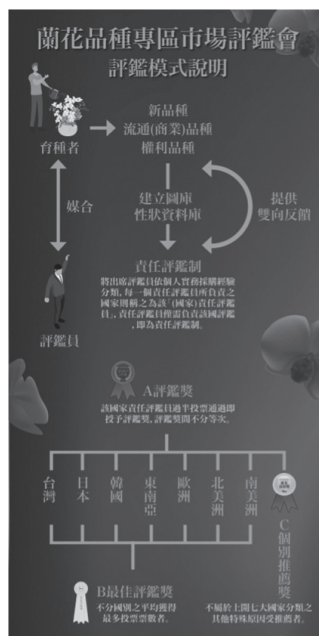 蘭花品種專區市場評鑑會
評鑑模式說明
育種者
新品種
流通(商業)品種
權利品種
媒合
建立圖庫
性狀資料庫
提供
雙向反饋
評鑑員
責任評鑑制
將出席評鑑員依個人實務採購經驗
分類，每一個責任評鑑員所負責之
國家則稱之為該「(國家)責任評鑑
員」，責任評鑑員僅需負責該國評鑑
，即為責任評鑑制。
A評鑑獎
該國家責任評鑑員過半投票通過即
授予評鑑獎，評鑑獎間不分等次。
台灣
日本
韓國
東南亞
歐洲
北美洲
南美洲
C個別推薦獎
B最佳評鑑獎
不分國別之平均獲得
最多投票票數者。
不屬於上開七大國家分類之
其他特殊原因受推薦者。